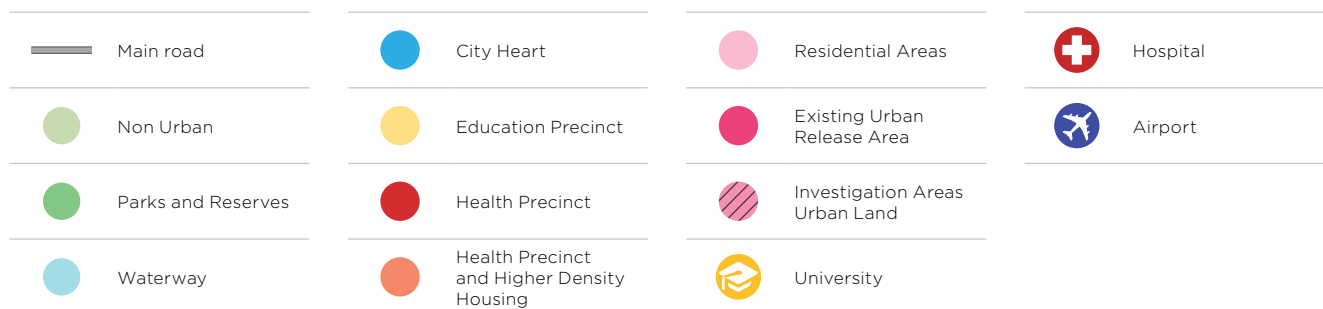 Main road
Non Urban
Parks and Reserves
Waterway
City Heart
Education Precinct
Health Precinct
Health Precinct
and Higher Density
Housing
Residential Areas
Existing Urban
Release Area
Investigation Areas
Urban Land
University
Hospital
Airport